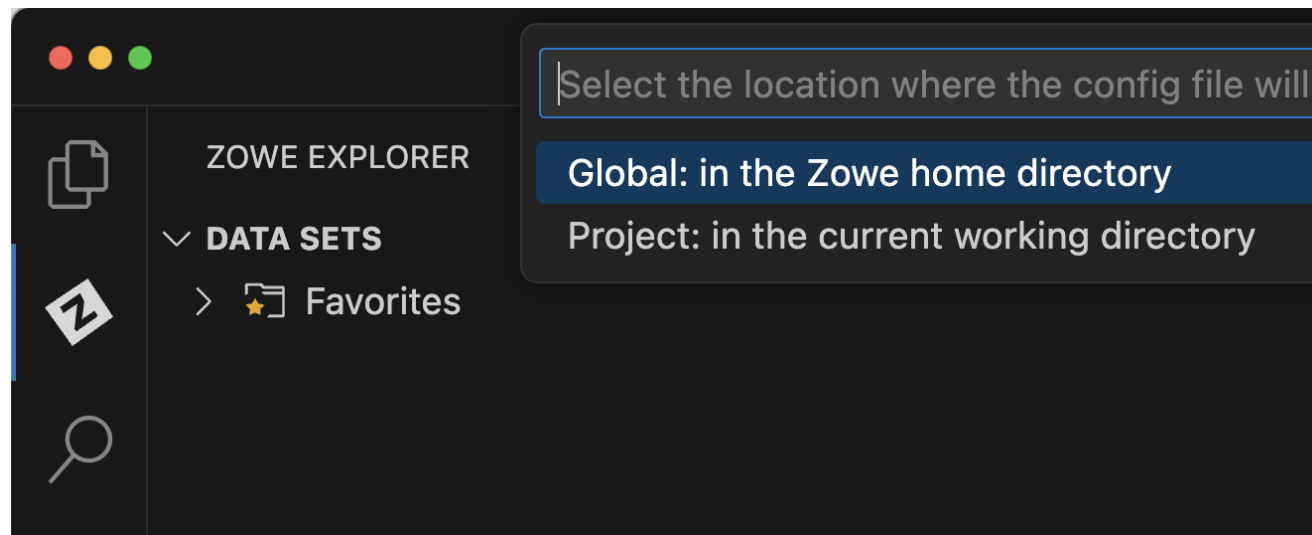 Select the location where the config file will
ZOWE EXPLORER
Global: in the Zowe home directory
DATA SETS
Project: in the current working directory
Favorites